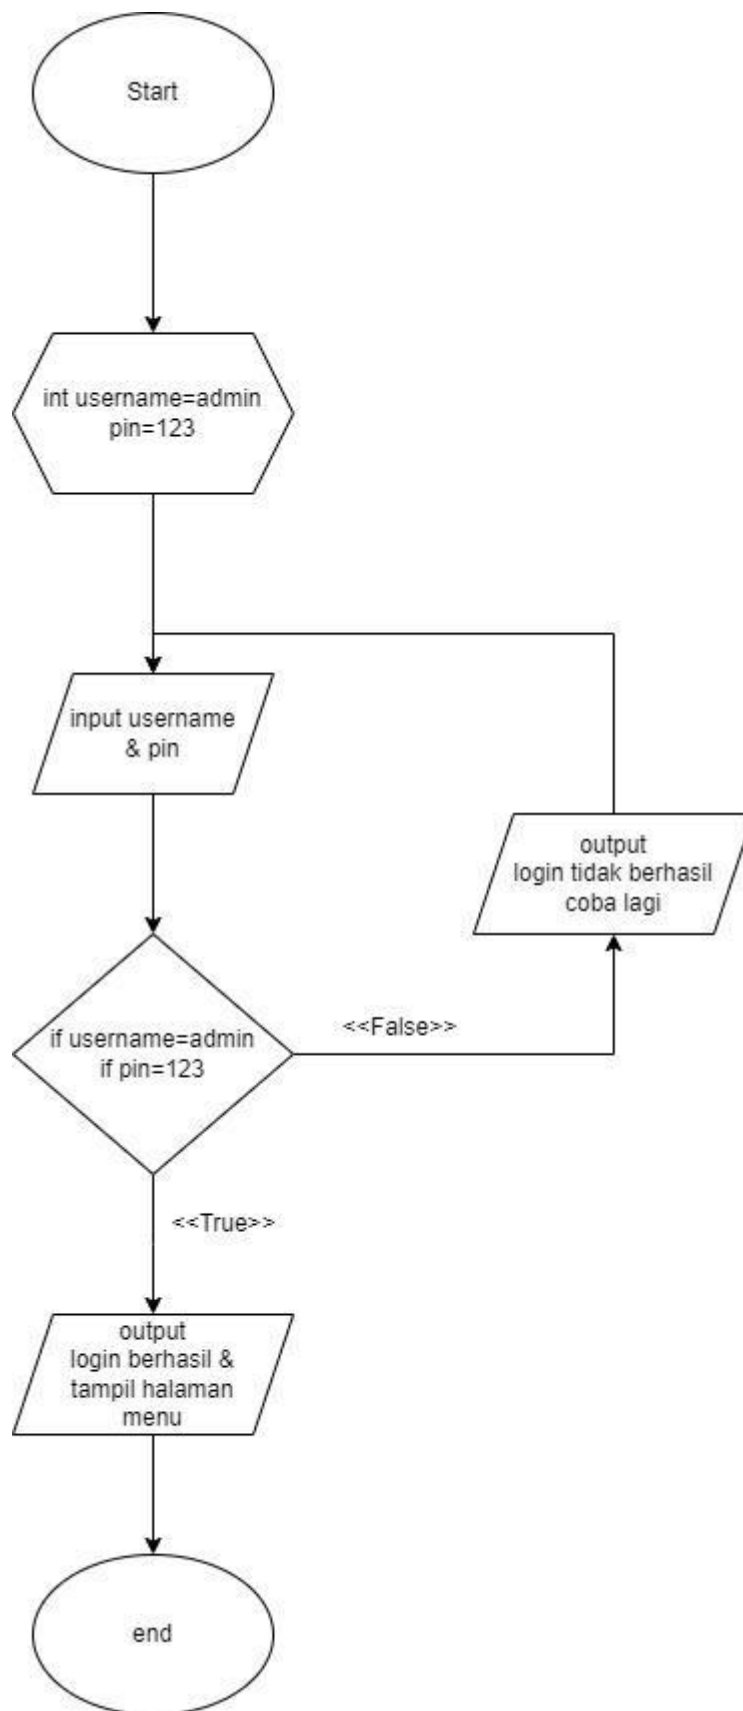 Start
int username=admin
pin=123
input username
& pin
output
login tidak berhasil
coba lagi
if username=admin
if pin=123
<<False>>
<<True>>
output
login berhasil &
tampil halaman
menu
end